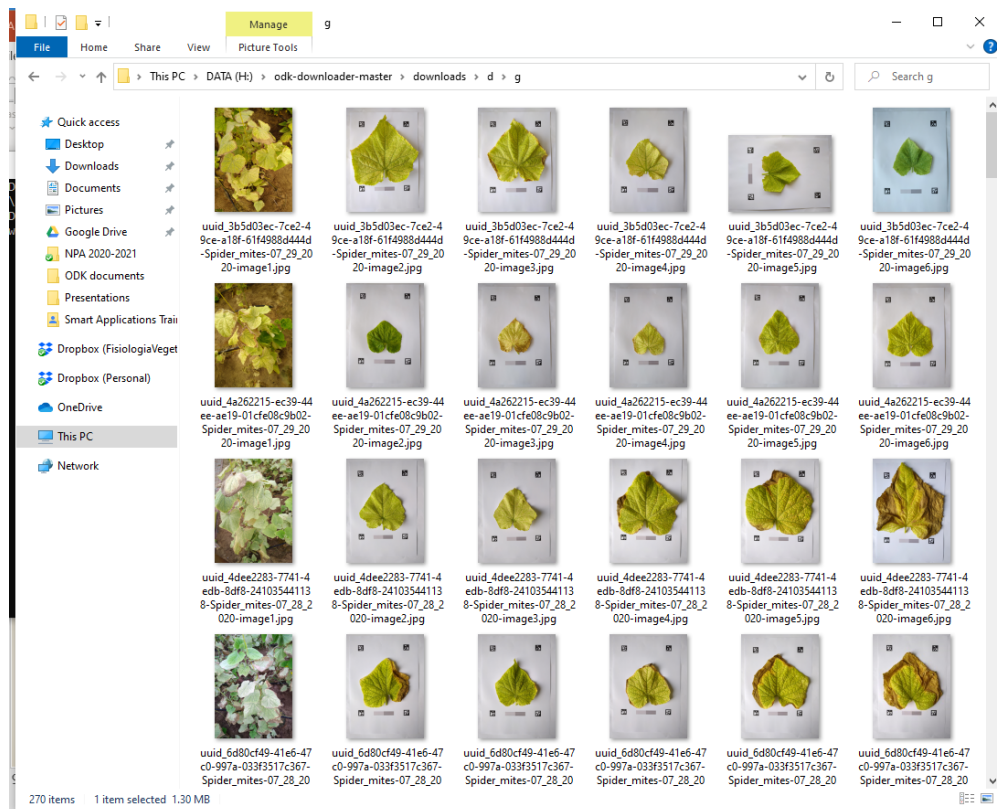 Manage
g
File
Home
Share
View
Picture Tools
This PC > DATA (H:) > odk-downloader-master > downloads > d > g
Search g
Quick access
Desktop
Downloads
Documents
Pictures
Google Drive
NPA 2020-2021
ODK documents
Presentations
Smart Applications Train
Dropbox (FisiologiaVeget
Dropbox (Personal)
OneDrive
This PC
Network
uuid_3b5d03ec-7ce2-4
9ce-a18f-61f4988d444d
-Spider_mites-07_29_20
20-image1.jpg
uuid_3b5d03ec-7ce2-4
9ce-a18f-61f4988d444d
-Spider_mites-07_29_20
20-image2.jpg
uuid_3b5d03ec-7ce2-4
9ce-a18f-61f4988d444d
-Spider_mites-07_29_20
20-image3.jpg
uuid_3b5d03ec-7ce2-4
9ce-a18f-61f4988d444d
-Spider_mites-07_29_20
20-image4.jpg
uuid_3b5d03ec-7ce2-4
9ce-a18f-61f4988d444d
-Spider_mites-07_29_20
20-image5.jpg
uuid_3b5d03ec-7ce2-4
9ce-a18f-61f4988d444d
-Spider_mites-07_29_20
20-image6.jpg
uuid_4a262215-ec39-44
ee-ae19-01cfe08c9b02-
Spider_mites-07_29_20
20-image1.jpg
uuid_4a262215-ec39-44
ee-ae19-01cfe08c9b02-
Spider_mites-07_29_20
20-image2.jpg
uuid_4a262215-ec39-44
ee-ae19-01cfe08c9b02-
Spider_mites-07_29_20
20-image3.jpg
uuid_4a262215-ec39-44
ee-ae19-01cfe08c9b02-
Spider_mites-07_29_20
20-image4.jpg
uuid_4a262215-ec39-44
ee-ae19-01cfe08c9b02-
Spider_mites-07_29_20
20-image5.jpg
uuid_4a262215-ec39-44
ee-ae19-01cfe08c9b02-
Spider_mites-07_29_20
20-image6.jpg
uuid_4dee2283-7741-4
edb-8df8-24103544113
8-Spider_mites-07_28_2
020-image1.jpg
uuid_4dee2283-7741-4
edb-8df8-24103544113
8-Spider_mites-07_28_2
020-image2.jpg
uuid_4dee2283-7741-4
edb-8df8-24103544113
8-Spider_mites-07_28_2
020-image3.jpg
uuid_4dee2283-7741-4
edb-8df8-24103544113
8-Spider_mites-07_28_2
020-image4.jpg
uuid_4dee2283-7741-4
edb-8df8-24103544113
8-Spider_mites-07_28_2
020-image5.jpg
uuid_4dee2283-7741-4
edb-8df8-24103544113
8-Spider_mites-07_28_2
020-image6.jpg
uuid_6d80cf49-41e6-47
c0-997a-033f3517c367-
Spider_mites-07_28_20
uuid_6d80cf49-41e6-47
c0-997a-033f3517c367-
Spider_mites-07_28_20
uuid_6d80cf49-41e6-47
c0-997a-033f3517c367-
Spider_mites-07_28_20
uuid_6d80cf49-41e6-47
c0-997a-033f3517c367-
Spider_mites-07_28_20
uuid_6d80cf49-41e6-47
c0-997a-033f3517c367-
Spider_mites-07_28_20
uuid_6d80cf49-41e6-47
c0-997a-033f3517c367-
Spider_mites-07_28_20
270 items
1 item selected 1.30 MB